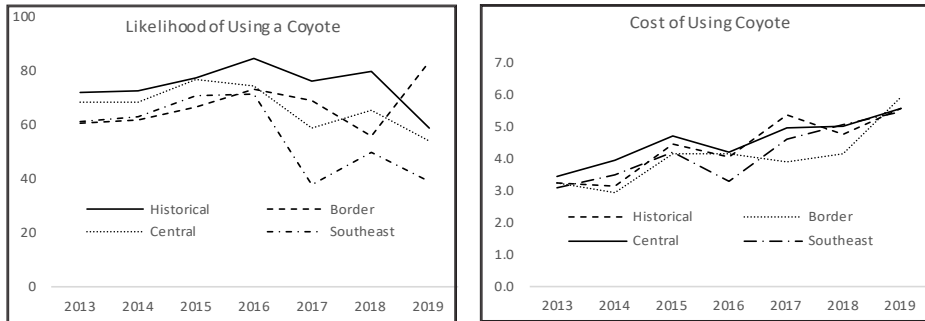 Likelihood of Using a Coyote
100
80
60
40
20
0
Historical Border
Central Southeast
2013 2014 2015 2016 2017 2018 2019
Cost of Using Coyote
7.0
6.0
5.0
4.0
3.0
2.0
1.0
0.0
Historical Border
Central Southeast
2013 2014 2015 2016 2017 2018 2019